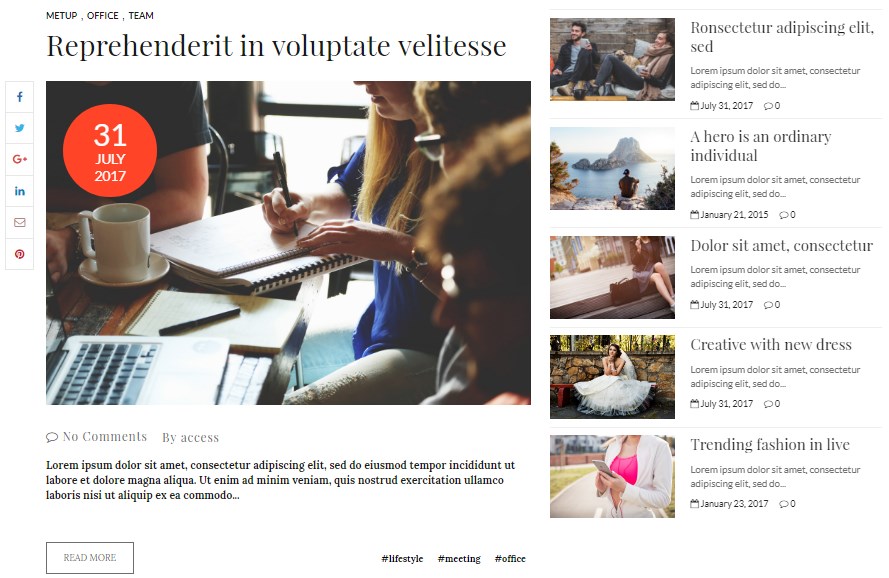 METUP , OFFICE , TEAM
Reprehenderit in voluptate velitesse
31
JULY
2017
No Comments By access
Lorem ipsum dolor sit amet, consectetur adipiscing elit, sed do eiusmod tempor incididunt ut
labore et dolore magna aliqua. Ut enim ad minim veniam, quis nostrud exercitation ullamco
laboris nisi ut aliquip ex ea commodo...
READ MORE
#lifestyle #meeting #office
Ronsectetur adipiscing elit,
sed
Lorem ipsum dolor sit amet, consectetur
adipiscing elit, sed do...
July 31, 2017 0
A hero is an ordinary
individual
Lorem ipsum dolor sit amet, consectetur
adipiscing elit, sed do...
January 21, 2015 0
Dolor sit amet, consectetur
Lorem ipsum dolor sit amet, consectetur
adipiscing elit, sed do...
July 31, 2017 0
Creative with new dress
Lorem ipsum dolor sit amet, consectetur
adipiscing elit, sed do...
July 31, 2017 0
Trending fashion in live
Lorem ipsum dolor sit amet, consectetur
adipiscing elit, sed do...
January 23, 2017 0